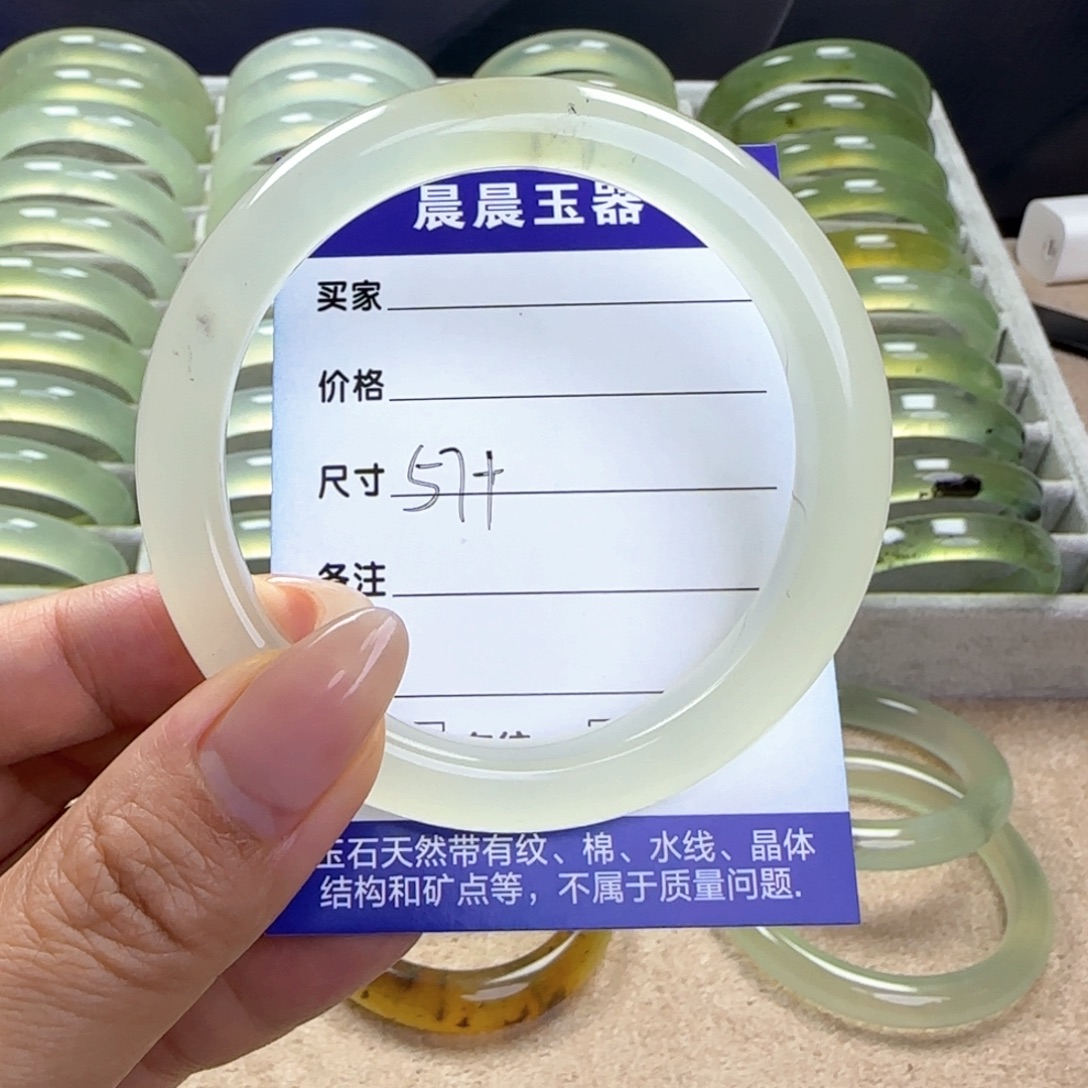 晨晨玉器
买家
价格
尺寸 57+
备注
玉石天然带有纹、棉、水线、晶体
结构和矿点等，不属于质量问题.